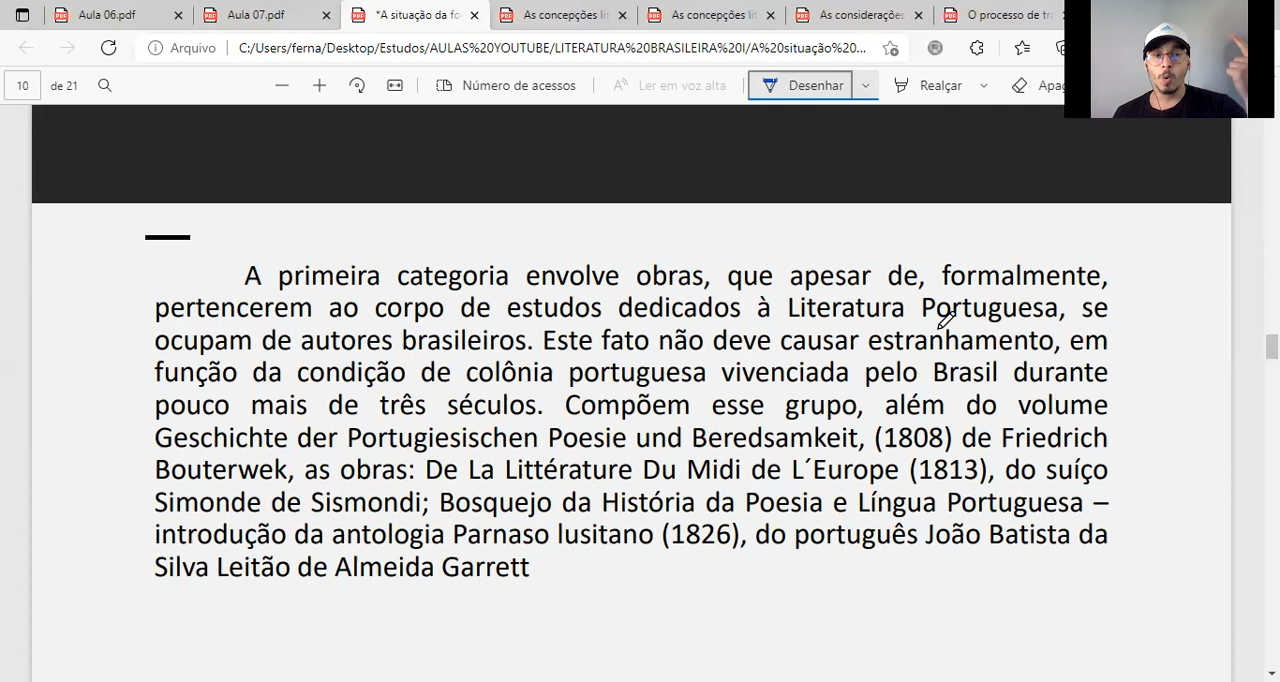 Aula 06.pdf
Aula 07.pdf
*A situação da fo
As concepções lit
As concepções lit
As considerações
O processo de tra
Arquivo
C:/Users/ferna/Desktop/Estudos/AULAS%20YOUTUBE/LITERATURA%20BRASILEIRA%20I/A%20situação%20...
10 de 21
Número de acessos
Ler em voz alta
Desenhar
Realçar
Apag
A primeira categoria envolve obras, que apesar de, formalmente,
pertencerem ao corpo de estudos dedicados à Literatura Portuguesa, se
ocupam de autores brasileiros. Este fato não deve causar estranhamento, em
função da condição de colônia portuguesa vivenciada pelo Brasil durante
pouco mais de três séculos. Compõem esse grupo, além do volume
Geschichte der Portugiesischen Poesie und Beredsamkeit, (1808) de Friedrich
Bouterwek, as obras: De La Littérature Du Midi de L´Europe (1813), do suíço
Simonde de Sismondi; Bosquejo da História da Poesia e Língua Portuguesa –
introdução da antologia Parnaso lusitano (1826), do português João Batista da
Silva Leitão de Almeida Garrett